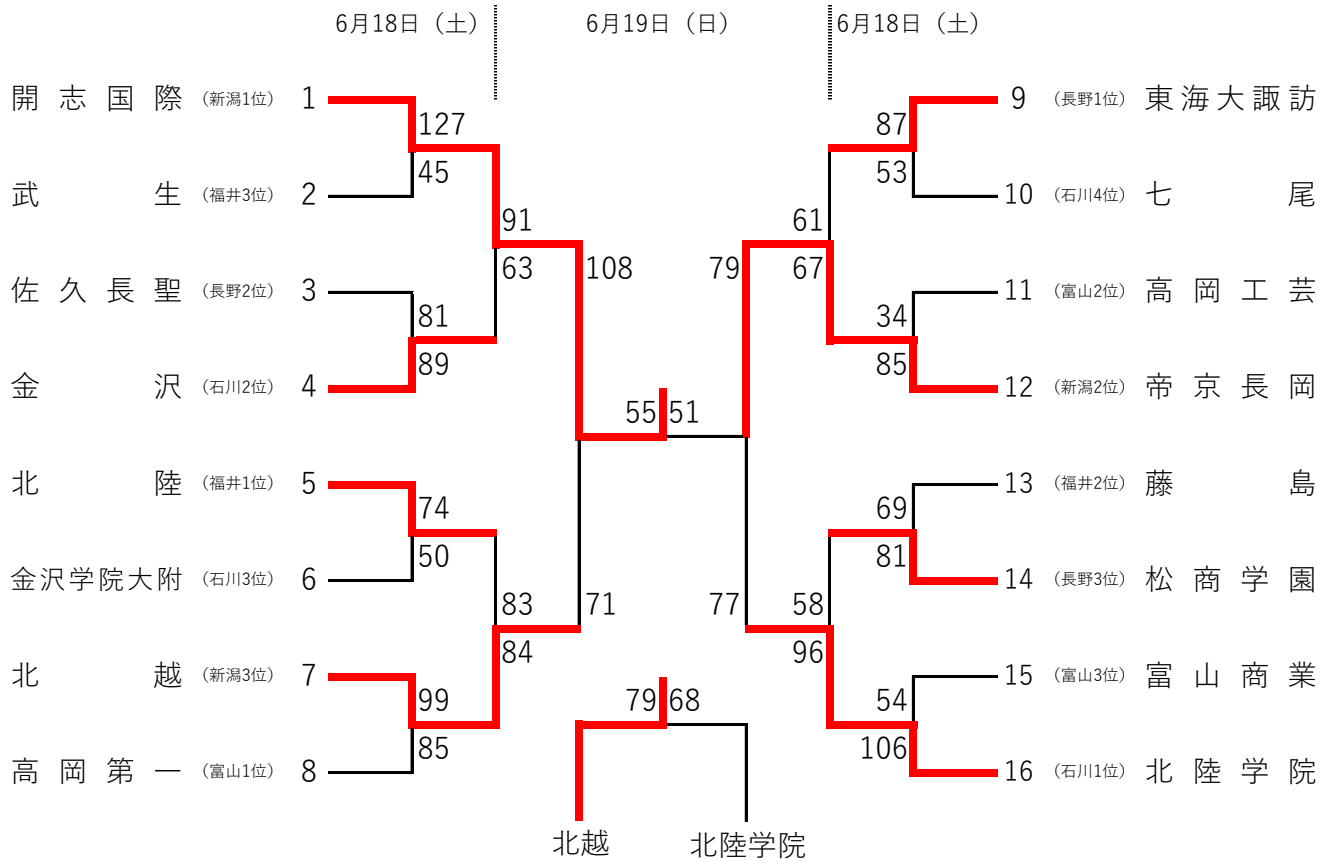 6月18日（土） 6月19日（日） 6月18日（土）
開志国際 （新潟1位） 1
127
45
武生 （福井3位） 2
91
63
佐久長聖 （長野2位） 3
81
89
金沢 （石川2位） 4
108
北陸 （福井1位） 5
74
50
金沢学院大附 （石川3位） 6
83
84
71
北越 （新潟3位） 7
99
85
高岡第一 （富山1位） 8
55 51
79 68
北越 北陸学院
9 （長野1位） 東海大諏訪
87
53
10 （石川4位） 七尾
61
67
79
11 （富山2位） 高岡工芸
34
85
12 （新潟2位） 帝京長岡
13 （福井2位） 藤島
69
81
14 （長野3位） 松商学園
77
58
96
15 （富山3位） 富山商業
54
106
16 （石川1位） 北陸学院